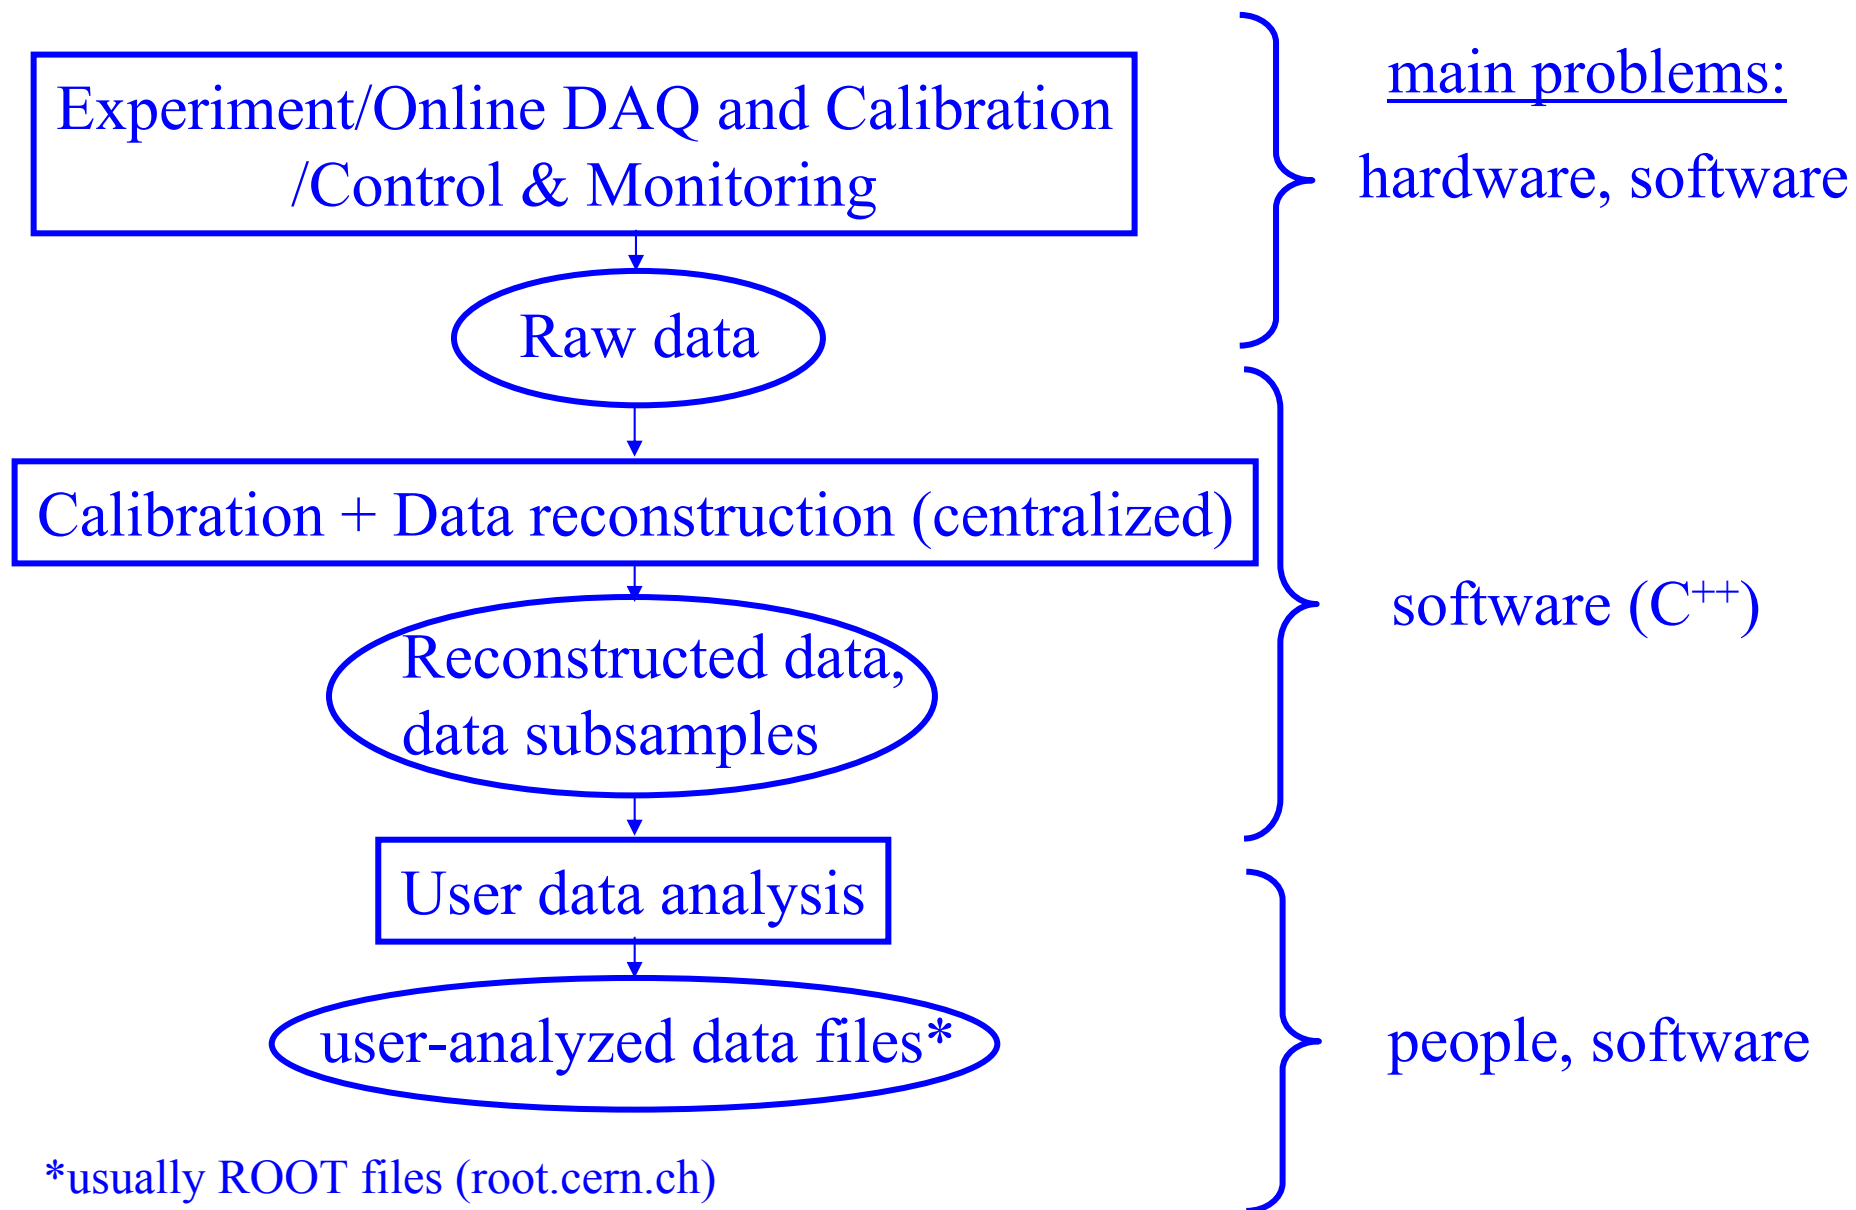 Experiment/Online DAQ and Calibration
/Control & Monitoring
Raw data
Calibration + Data reconstruction (centralized)
Reconstructed data,
data subsamples
User data analysis
user-analyzed data files*
*usually ROOT files (root.cern.ch)
main problems:
hardware, software
software (C⁺⁺)
people, software